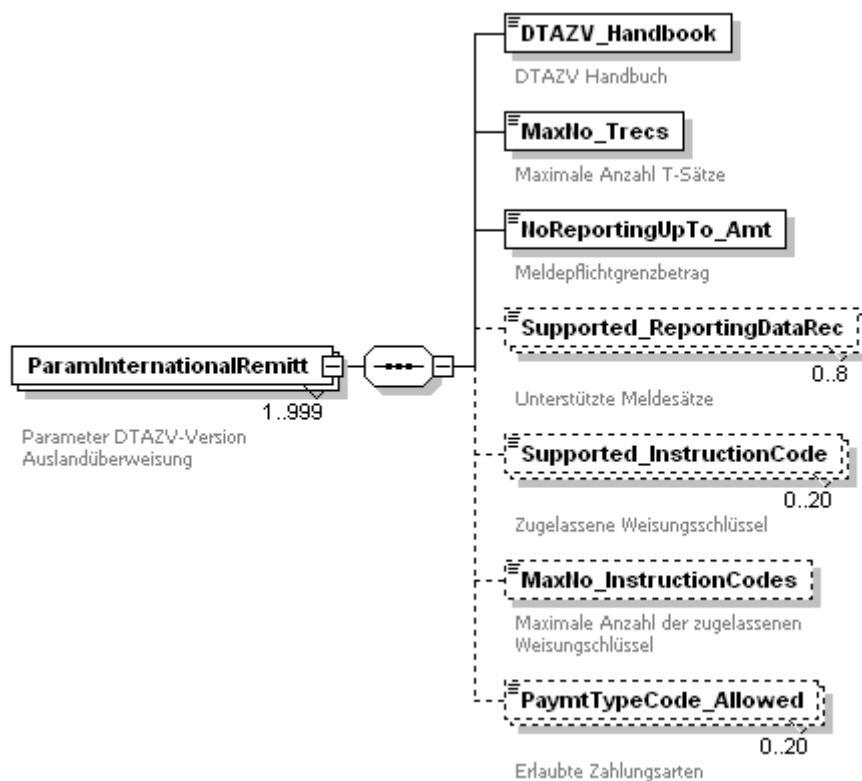 DTAZV_Handbook
DTAZV Handbuch
MaxNo_Trecs
Maximale Anzahl T-Sätze
NoReportingUpTo_Amt
Meldepflichtgrenzbetrag
Supported_ReportingDataRec
0..8
Unterstützte Meldesätze
ParamInternationalRemitt
1..999
Parameter DTAZV-Version
Auslandüberweisung
Supported_InstructionCode
0..20
Zugelassene Weisungsschlüssel
MaxNo_InstructionCodes
Maximale Anzahl der zugelassenen
Weisungschlüssel
PaymtTypeCode_Allowed
0..20
Erlaubte Zahlungsarten